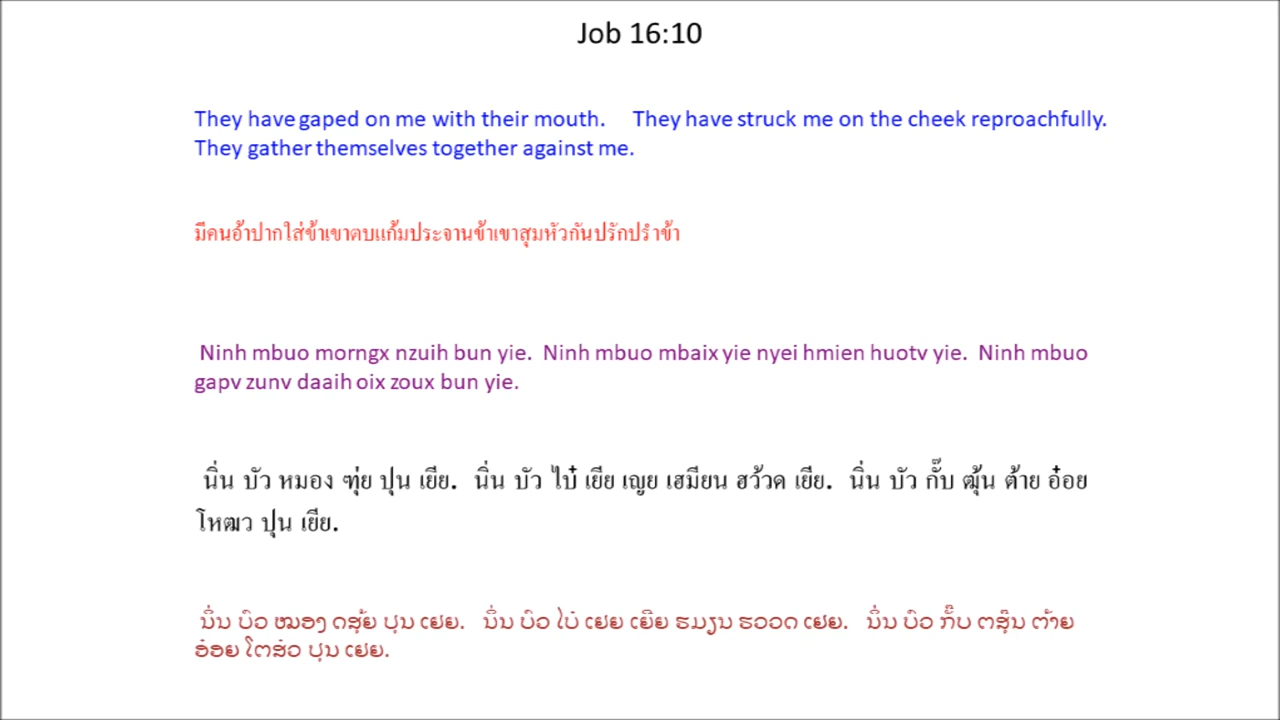 Job 16:10
They have gaped on me with their mouth. They have struck me on the cheek reproachfully.
They gather themselves together against me.
มีคนอ้าปากใส่ข้าเขาตบแก้มประจานข้าเขาสุมหัวกันปรักปรำข้า
Ninh mbuo morngx nzuih bun yie. Ninh mbuo mbaix yie nyei hmien huotv yie. Ninh mbuo
gapv zunv daaih oix zoux bun yie.
นิ่น บัว หมอง ฑุ่ย ปุน เยีย. นิ่น บัว ไป๋ เยีย เญย เฮมียน ฮว้วด เยีย. นิ่น บัว กั๊บ ฒุ้น ต้าย อ๋อย
โหฒว ปุน เยีย.
ນິ່ນ ບົວ ໝອງ ດສຸ້ຍ ປຸນ ເຢຍ. ນິ່ນ ບົວ ໄປ໋ ເຢຍ ເຍີຍ ຮມຽນ ຮວວດ ເຢຍ. ນິ່ນ ບົວ ກັ໊ບ ຕສຸ໊ນ ຕ້າຍ
ອ໋ອຍ ໂຕສ໋ວ ປຸນ ເຢຍ.